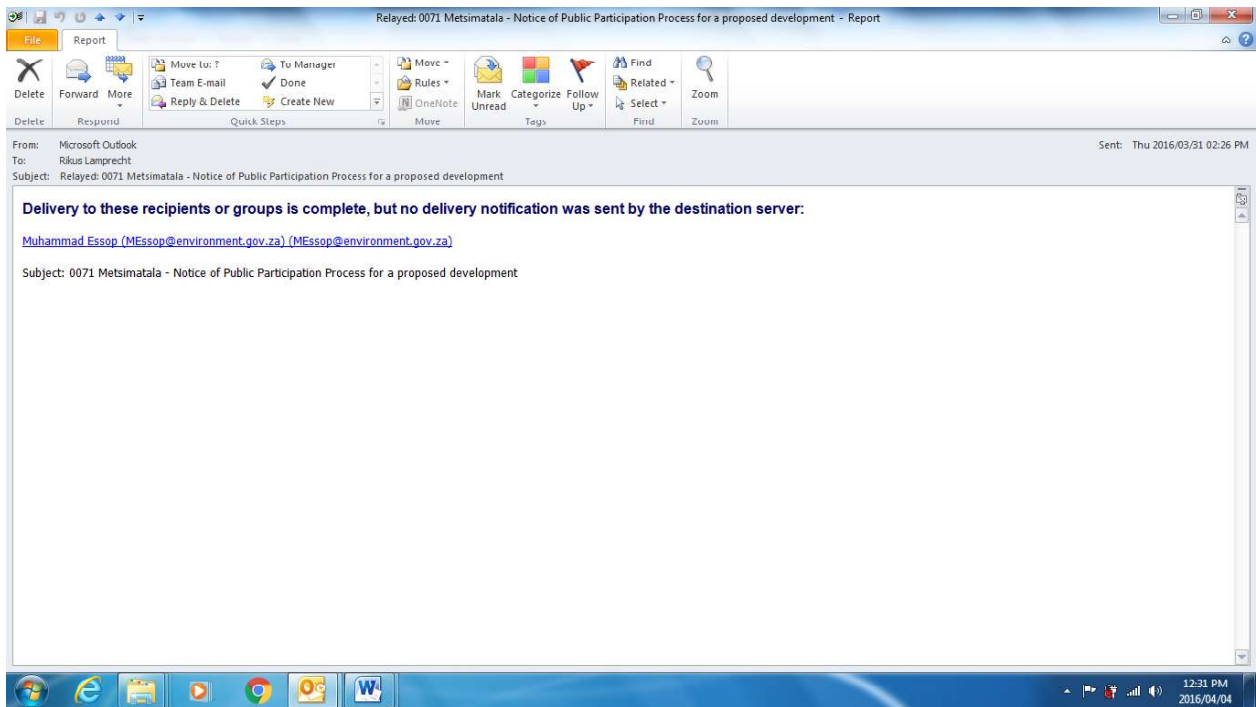 Relayed: 0071 Metsimatala - Notice of Public Participation Process for a proposed development - Report
File Report
Move to: ? To Manager Move Find
Team E-mail Done Rules Related
Delete Forward More Reply & Delete Create New OneNote Mark Unread Categorize Follow Up Select Zoom
Delete Respond Quick Steps Move Tags Find Zoom
From: Microsoft Outlook Sent: Thu 2016/03/31 02:26 PM
To: Rikus Lamprecht
Subject: Relayed: 0071 Metsimatala - Notice of Public Participation Process for a proposed development
Delivery to these recipients or groups is complete, but no delivery notification was sent by the destination server:
Muhammad Essop (MEssop@environment.gov.za) (MEssop@environment.gov.za)
Subject: 0071 Metsimatala - Notice of Public Participation Process for a proposed development
12:31 PM
2016/04/04